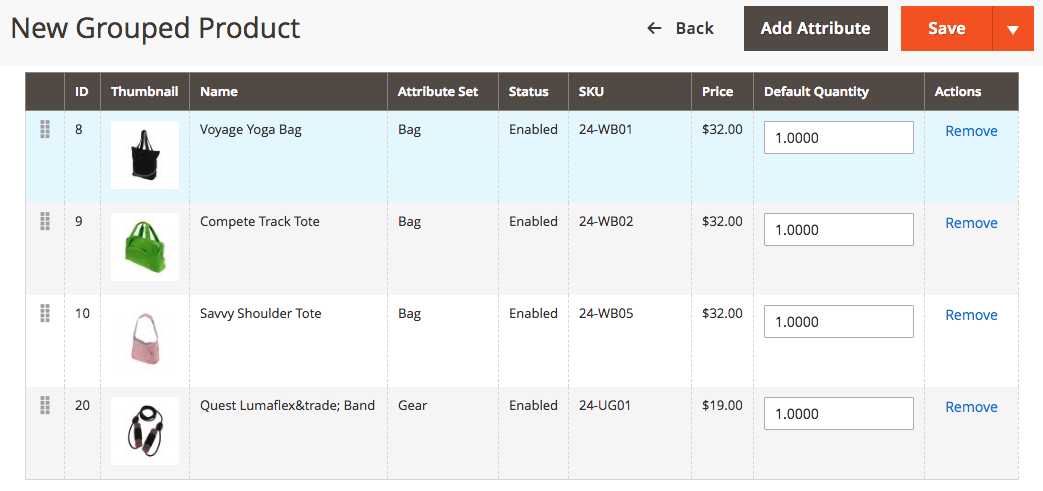 New Grouped Product
← Back
Add Attribute
Save
ID Thumbnail Name Attribute Set Status SKU Price Default Quantity Actions
8 Voyage Yoga Bag Bag Enabled 24-WB01 $32.00 1.0000 Remove
9 Compete Track Tote Bag Enabled 24-WB02 $32.00 1.0000 Remove
10 Savvy Shoulder Tote Bag Enabled 24-WB05 $32.00 1.0000 Remove
20 Quest Lumaflex&trade; Band Gear Enabled 24-UG01 $19.00 1.0000 Remove